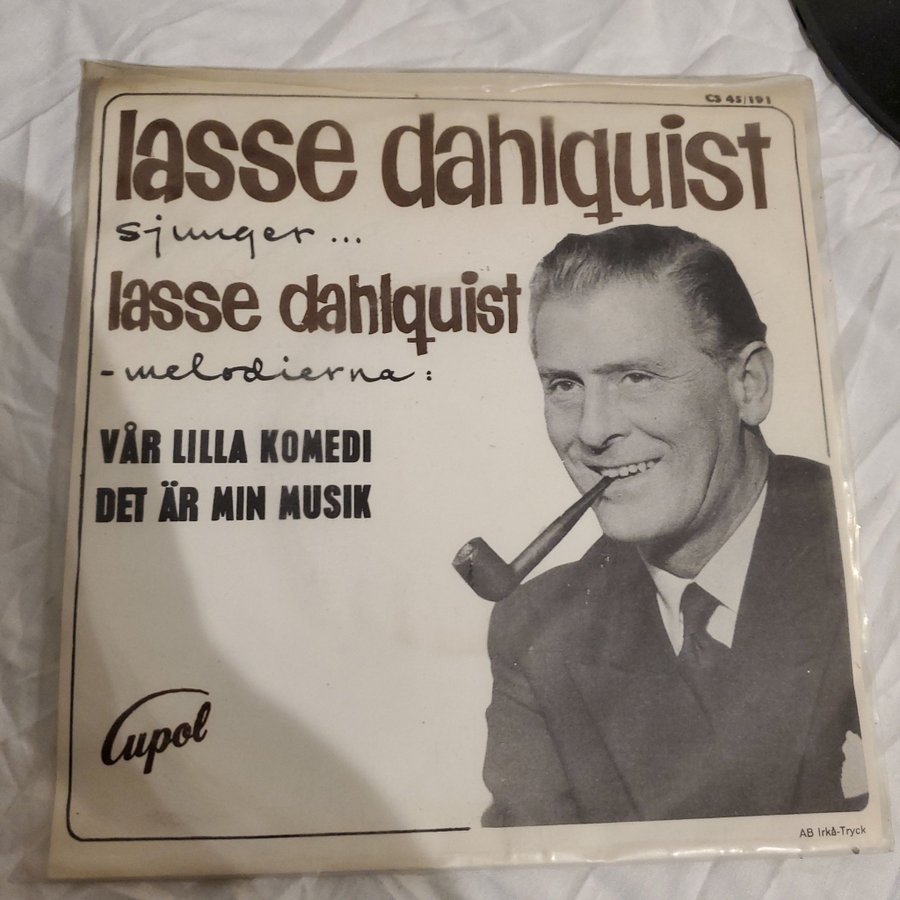 CS 45/191
lasse dahlquist
sjunger...
lasse dahlquist
-melodierna:
VÅR LILLA KOMEDI
DET ÄR MIN MUSIK
Cupol
AB Irkå-Tryck